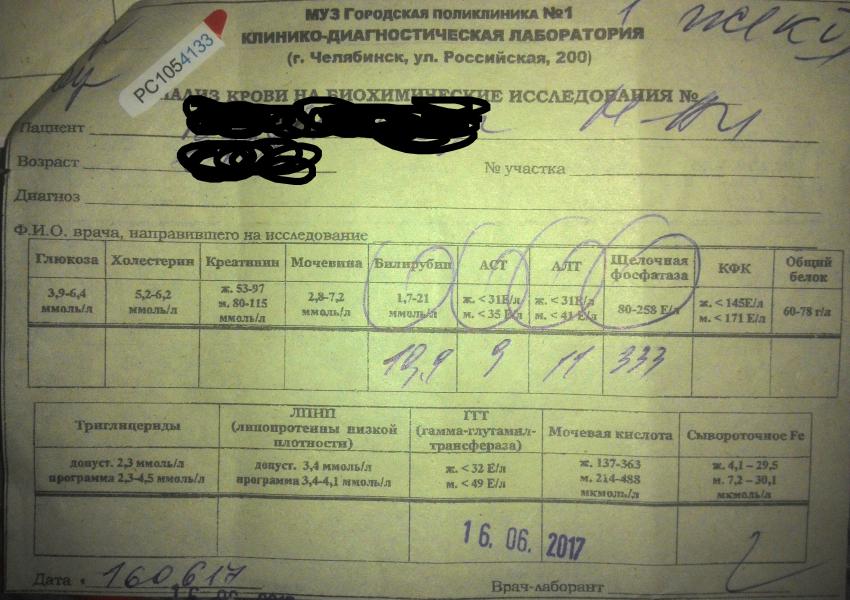 МУЗ Городская поликлиника №1
КЛИНИКО-ДИАГНОСТИЧЕСКАЯ ЛАБОРАТОРИЯ
(г. Челябинск, ул. Российская, 200)
PC1054133
АЛИЗ КРОВИ НА БИОХИМИЧЕСКИЕ ИССЛЕДОВАНИЯ №
Пациент
Возраст
№ участка
Диагноз
Ф.И.О. врача, направившего на исследование
Глюкоза Холестерин Креатинин Мочевина Билирубин АСТ АЛТ Щелочная фосфатаза КФК Общий белок
3,9-6,4 ммоль/л 5,2-6,2 ммоль/л ж. 53-97 м. 80-115 ммоль/л 2,8-7,2 ммоль/л 1,7-21 ммоль/л ж. < 31Е/л м. < 35 Е/л ж. < 31Е/л м. < 41 Е/л 80-258 Е/л ж. < 145Е/л м. < 171 Е/л 60-78 г/л
9 11 333
Триглицериды ЛПНП (липопротеины низкой плотности) ГГТ (гамма-глутамил-трансфераза) Мочевая кислота Сывороточное Fe
допуст. 2,3 ммоль/л программа 2,3-4,5 ммоль/л допуст. 3,4 ммоль/л программа 3,4-4,1 ммоль/л ж. < 32 Е/л м. < 49 Е/л ж. 137-363 м. 214-488 мкмоль/л ж. 4,1 – 29,5 м. 7,2 – 30,1 мкмоль/л
16. 06. 2017
Дата 160617
Врач-лаборант